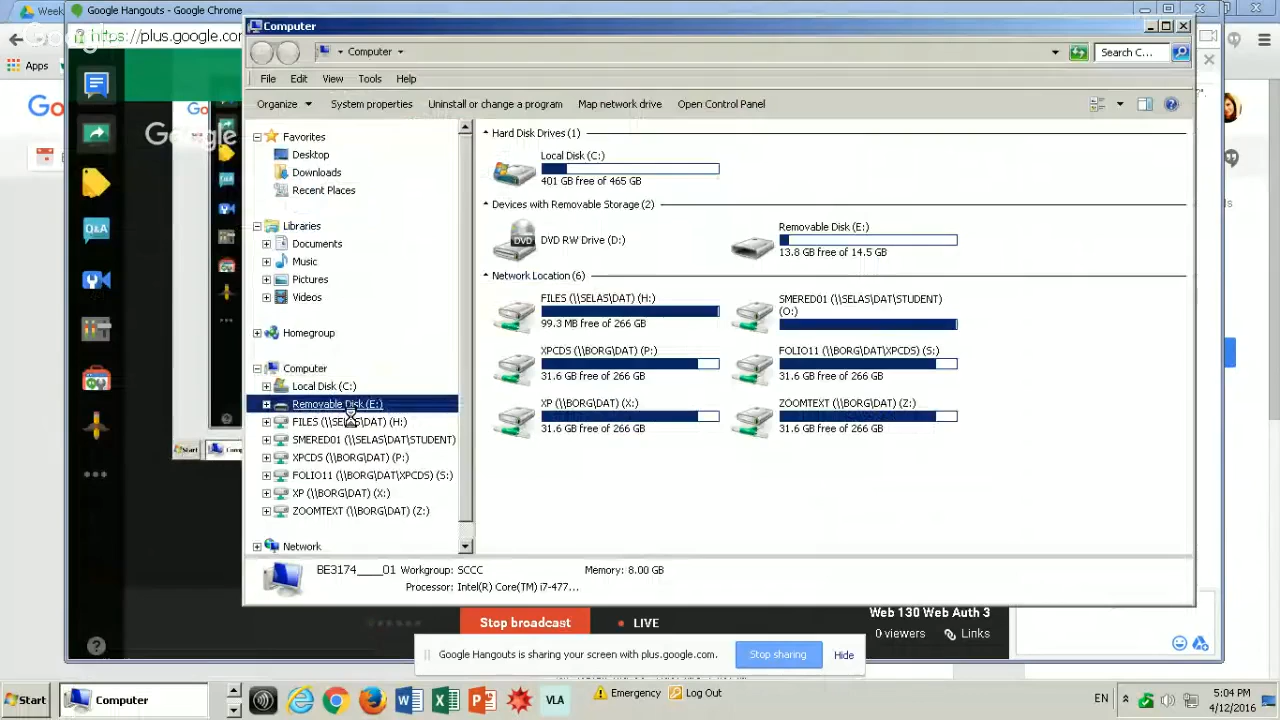 Week
Google Hangouts - Google Chrome
https://plus.google.com
Apps
Go
Google
Go
Q&A
Computer
Computer
Search C...
File Edit View Tools Help
Organize System properties Uninstall or change a program Map network drive Open Control Panel
Favorites
Desktop
Downloads
Recent Places
Libraries
Documents
Music
Pictures
Videos
Homegroup
Computer
Local Disk (C:)
Removable Disk (E:)
FILES (\\SELAS\DAT) (H:)
SMERED01 (\\SELAS\DAT\STUDENT)
XPCDS (\\BORG\DAT) (P:)
FOLIO11 (\\BORG\DAT\XPCDS) (S:)
XP (\\BORG\DAT) (X:)
ZOOMTEXT (\\BORG\DAT) (Z:)
Network
Hard Disk Drives (1)
Local Disk (C:)
401 GB free of 465 GB
Devices with Removable Storage (2)
DVD
DVD RW Drive (D:)
Removable Disk (E:)
13.8 GB free of 14.5 GB
Network Location (6)
FILES (\\SELAS\DAT) (H:)
99.3 MB free of 266 GB
SMERED01 (\\SELAS\DAT\STUDENT)
(O:)
XPCDS (\\BORG\DAT) (P:)
31.6 GB free of 266 GB
FOLIO11 (\\BORG\DAT\XPCDS) (S:)
31.6 GB free of 266 GB
XP (\\BORG\DAT) (X:)
31.6 GB free of 266 GB
ZOOMTEXT (\\BORG\DAT) (Z:)
31.6 GB free of 266 GB
BE3174____01 Workgroup: SCCC Memory: 8.00 GB
Processor: Intel(R) Core(TM) i7-477...
Start
Stop broadcast
LIVE
Web 130 Web Auth 3
0 viewers Links
Google Hangouts is sharing your screen with plus.google.com.
Stop sharing
Hide
Start
Computer
VLA
Emergency
Log Out
EN
5:04 PM
4/12/2016